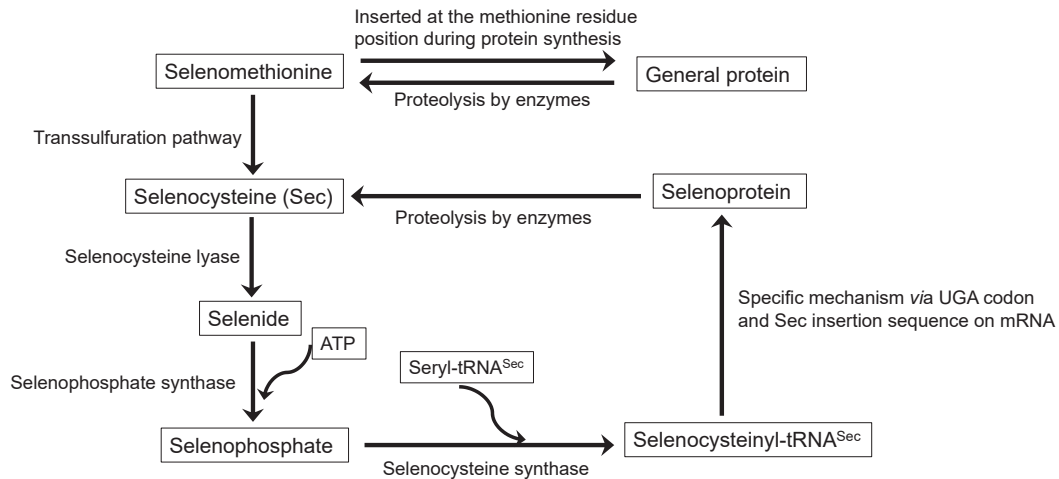 Inserted at the methionine residue
position during protein synthesis
Selenomethionine
General protein
Proteolysis by enzymes
Transsulfuration pathway
Selenocysteine (Sec)
Selenoprotein
Proteolysis by enzymes
Selenocysteine lyase
Specific mechanism via UGA codon
and Sec insertion sequence on mRNA
Selenide
ATP
Seryl-tRNASec
Selenophosphate synthase
Selenophosphate
Selenocysteinyl-tRNASec
Selenocysteine synthase